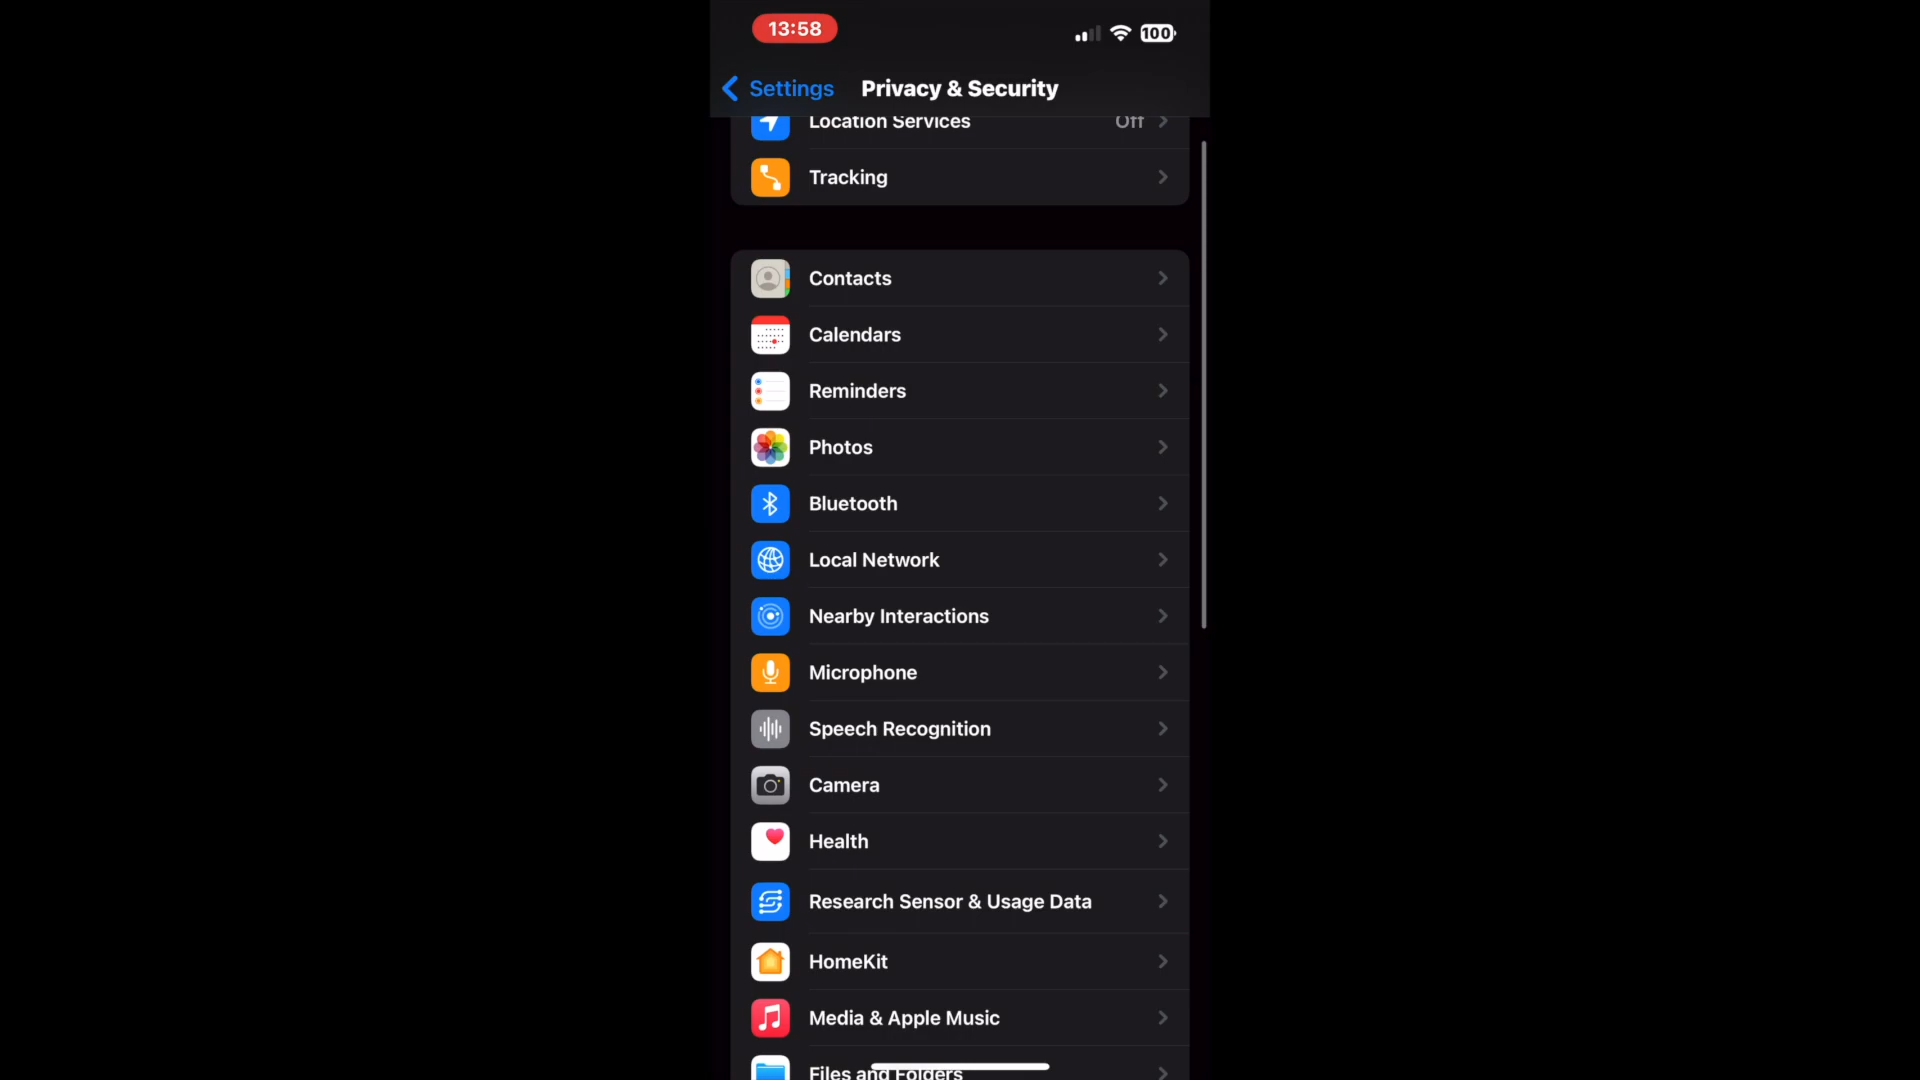 13:58
100
Settings
Privacy & Security
Location Services
Off
Tracking
Contacts
Calendars
Reminders
Photos
Bluetooth
Local Network
Nearby Interactions
Microphone
Speech Recognition
Camera
Health
Research Sensor & Usage Data
HomeKit
Media & Apple Music
Files and Folders